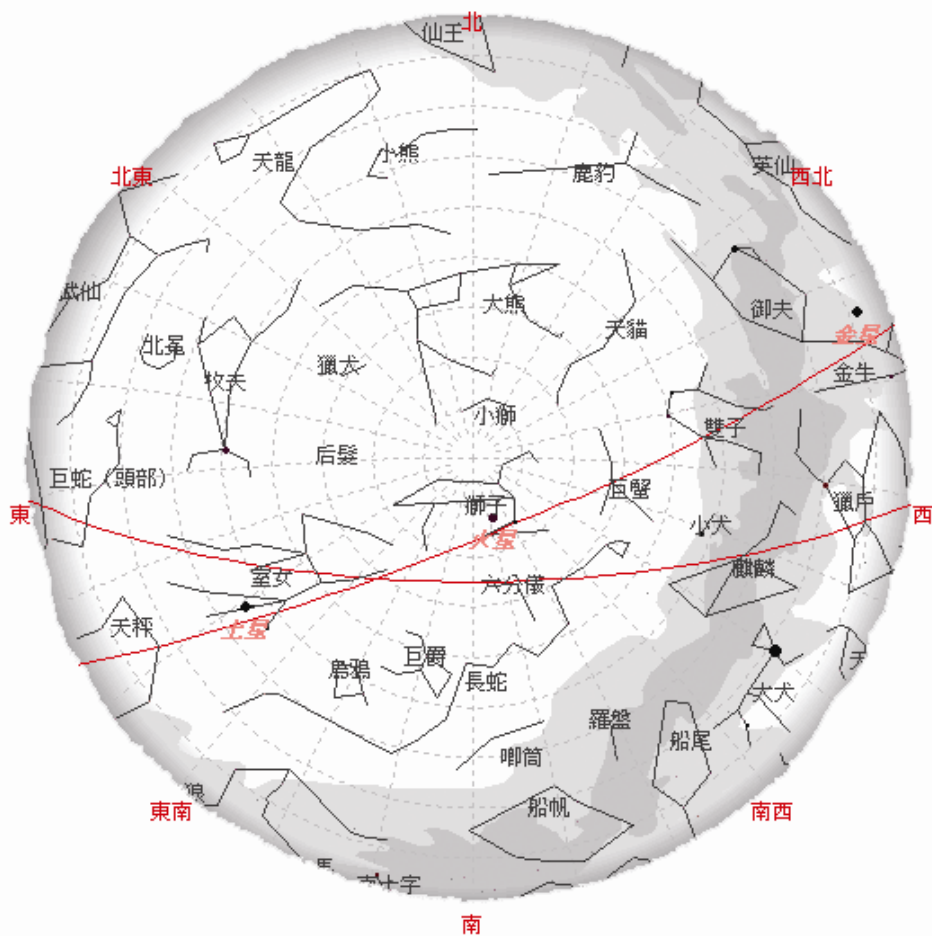 北
仙王
小熊
天龍
鹿豹
英仙
北東
西北
武仙
大熊
御夫
天貓
金星
北冕
獵犬
牧夫
金牛
小獅
雙子
后髮
巨蛇（頭部）
巨蟹
獅子
獵戶
東
西
火星
小犬
麒麟
室女
六分儀
天秤
土星
巨爵
烏鴉
長蛇
大犬
羅盤
船尾
唧筒
狼
船帆
東南
南西
南十字
南